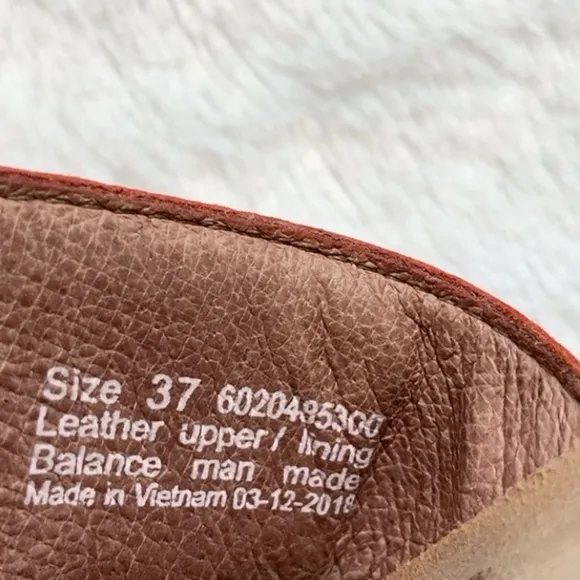 Size 37 6020495300
Leather upper/ lining
Balance man made
Made in Vietnam 03-12-2018